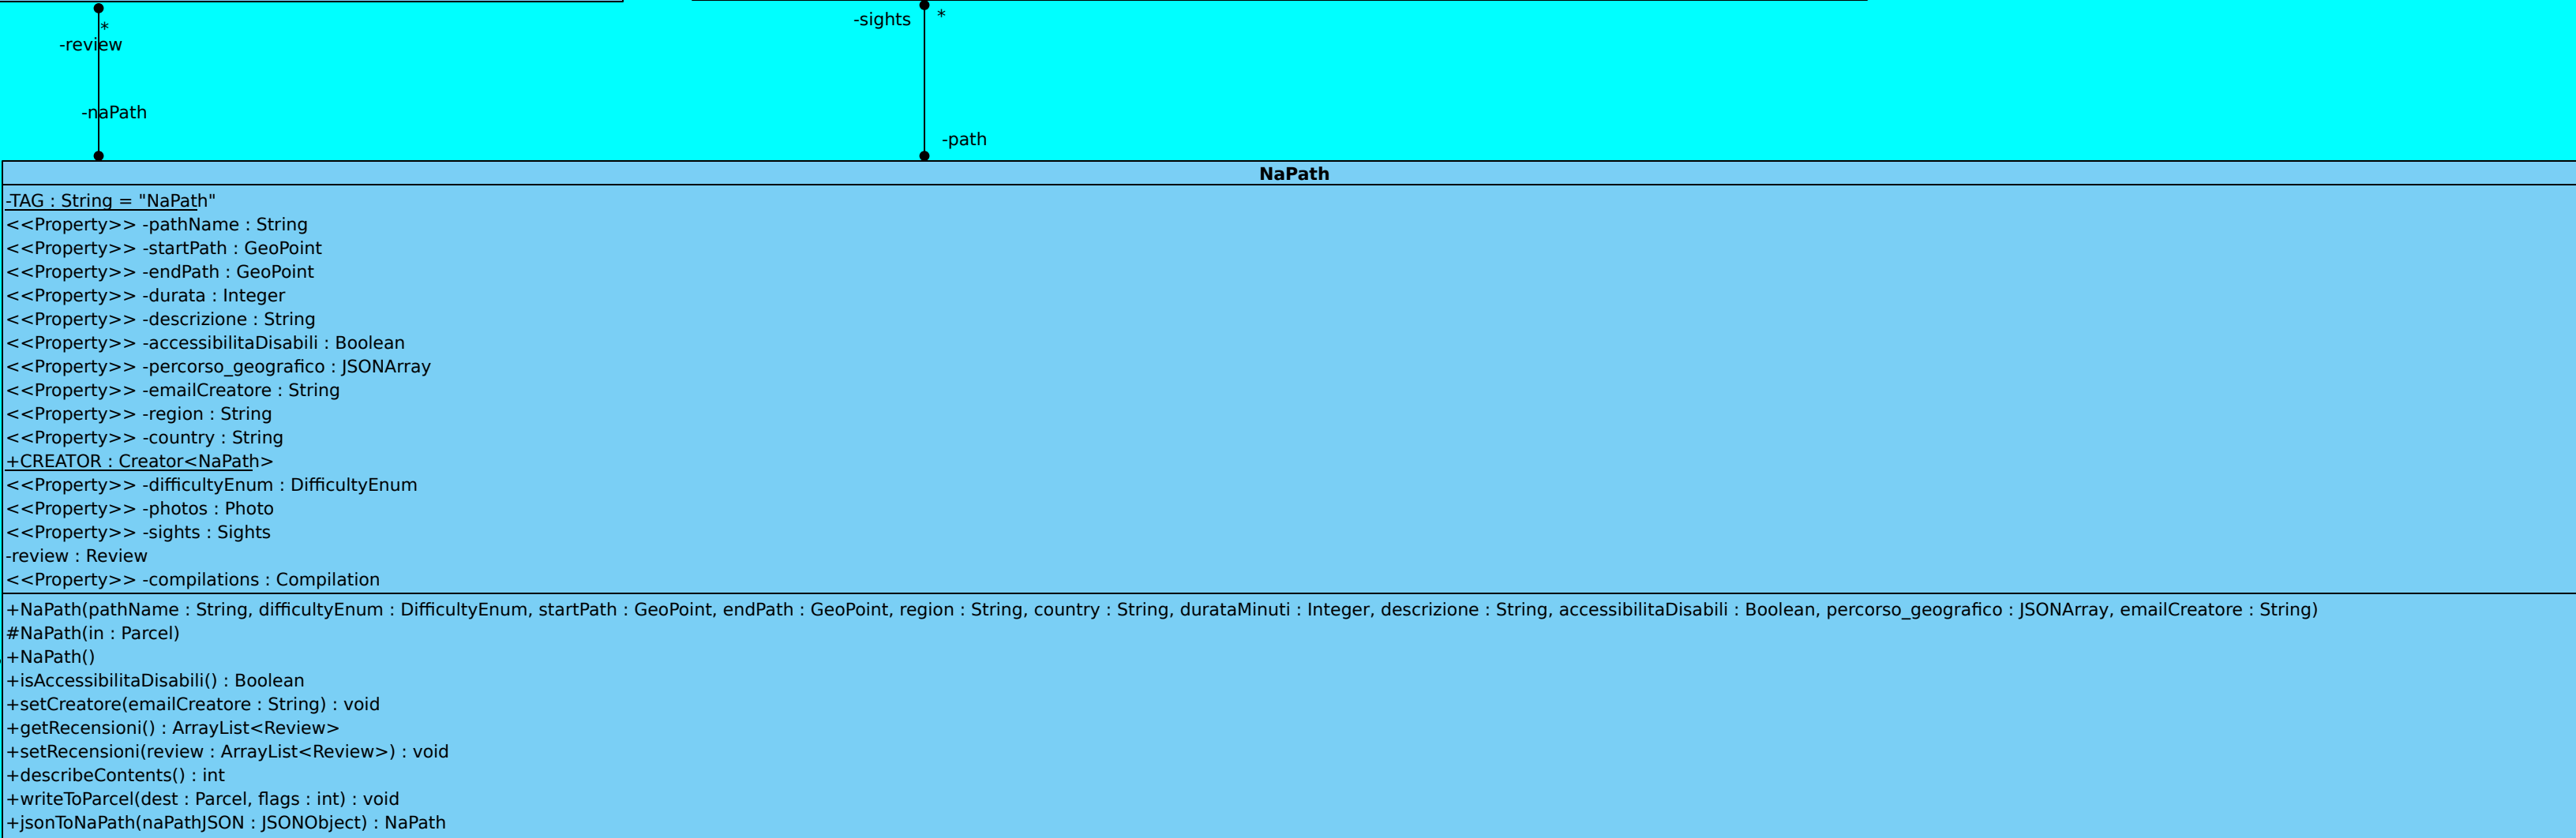 -sights *
*
-review
-naPath
-path
NaPath
-TAG : String = "NaPath"
<<Property>> -pathName : String
<<Property>> -startPath : GeoPoint
<<Property>> -endPath : GeoPoint
<<Property>> -durata : Integer
<<Property>> -descrizione : String
<<Property>> -accessibilitaDisabili : Boolean
<<Property>> -percorso_geografico : JSONArray
<<Property>> -emailCreatore : String
<<Property>> -region : String
<<Property>> -country : String
+CREATOR : Creator<NaPath>
<<Property>> -difficultyEnum : DifficultyEnum
<<Property>> -photos : Photo
<<Property>> -sights : Sights
-review : Review
<<Property>> -compilations : Compilation
+NaPath(pathName : String, difficultyEnum : DifficultyEnum, startPath : GeoPoint, endPath : GeoPoint, region : String, country : String, durataMinuti : Integer, descrizione : String, accessibilitaDisabili : Boolean, percorso_geografico : JSONArray, emailCreatore : String)
#NaPath(in : Parcel)
+NaPath()
+isAccessibilitaDisabili() : Boolean
+setCreatore(emailCreatore : String) : void
+getRecensioni() : ArrayList<Review>
+setRecensioni(review : ArrayList<Review>) : void
+describeContents() : int
+writeToParcel(dest : Parcel, flags : int) : void
+jsonToNaPath(naPathJSON : JSONObject) : NaPath